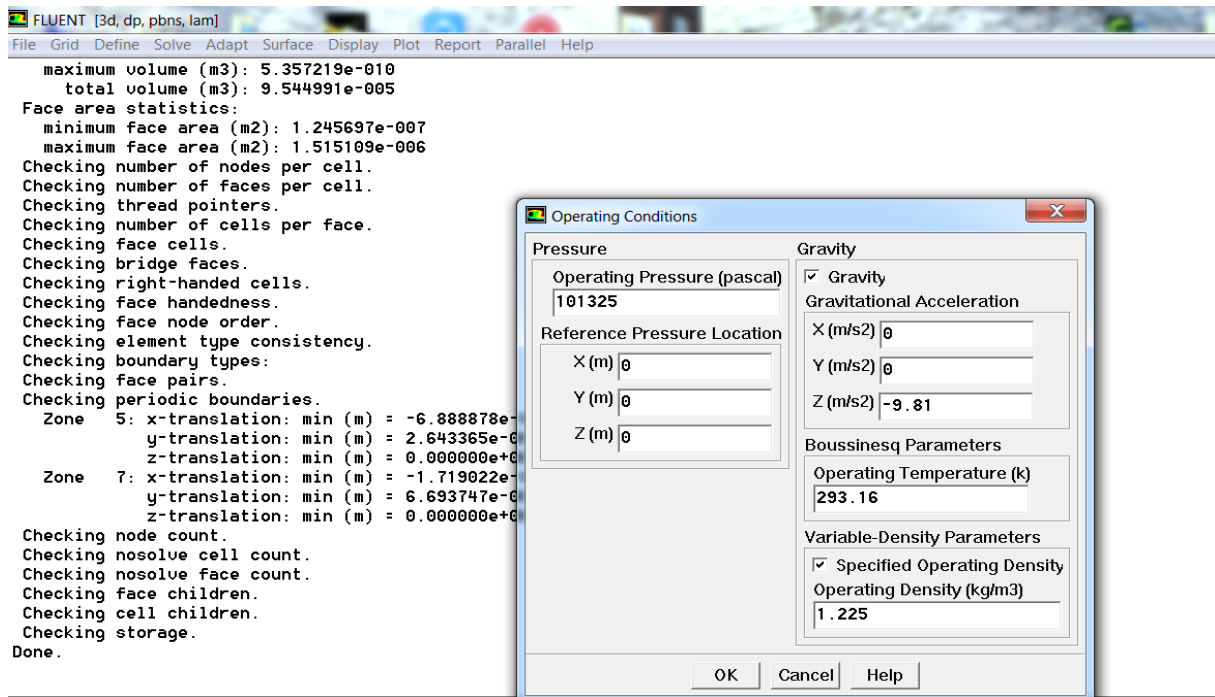 FLUENT [3d, dp, pbns, lam]
File Grid Define Solve Adapt Surface Display Plot Report Parallel Help
maximum volume (m3): 5.357219e-010
total volume (m3): 9.544991e-005
Face area statistics:
minimum face area (m2): 1.245697e-007
maximum face area (m2): 1.515109e-006
Checking number of nodes per cell.
Checking number of faces per cell.
Checking thread pointers.
Checking number of cells per face.
Checking face cells.
Checking bridge faces.
Checking right-handed cells.
Checking face handedness.
Checking face node order.
Checking element type consistency.
Checking boundary types:
Checking face pairs.
Checking periodic boundaries.
Zone 5: x-translation: min (m) = -6.888878e-
y-translation: min (m) = 2.643365e-0
z-translation: min (m) = 0.000000e+0
Zone 7: x-translation: min (m) = -1.719022e-
y-translation: min (m) = 6.693747e-0
z-translation: min (m) = 0.000000e+0
Checking node count.
Checking nosolve cell count.
Checking nosolve face count.
Checking face children.
Checking cell children.
Checking storage.
Done.
Operating Conditions
Pressure
Operating Pressure (pascal)
101325
Reference Pressure Location
X (m) 0
Y (m) 0
Z (m) 0
Gravity
Gravity
Gravitational Acceleration
X (m/s2) 0
Y (m/s2) 0
Z (m/s2) -9.81
Boussinesq Parameters
Operating Temperature (k)
293.16
Variable-Density Parameters
Specified Operating Density
Operating Density (kg/m3)
1.225
OK Cancel Help